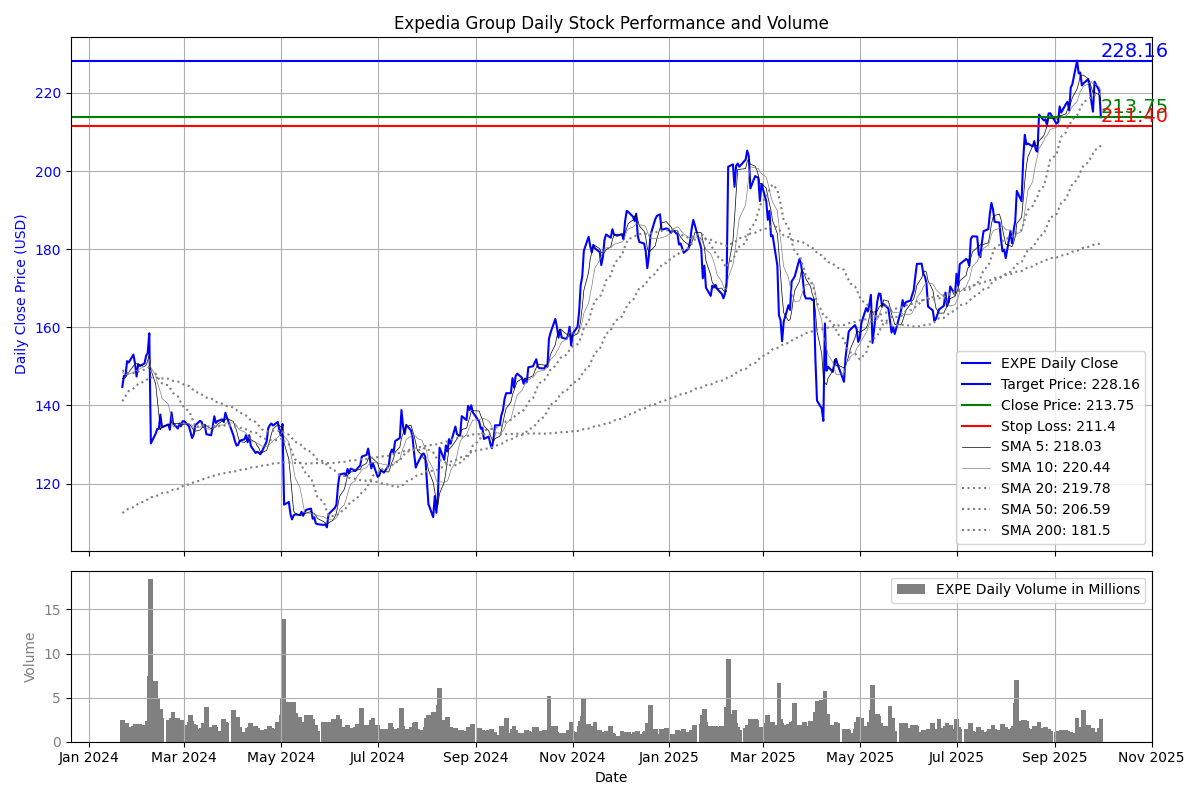 Expedia Group Daily Stock Performance and Volume
228.16
213.75
211.40
Daily Close Price (USD)
220
200
180
160
140
120
EXPE Daily Close
Target Price: 228.16
Close Price: 213.75
Stop Loss: 211.4
SMA 5: 218.03
SMA 10: 220.44
SMA 20: 219.78
SMA 50: 206.59
SMA 200: 181.5
EXPE Daily Volume in Millions
Volume
15
10
5
0
Jan 2024 Mar 2024 May 2024 Jul 2024 Sep 2024 Nov 2024 Jan 2025 Mar 2025 May 2025 Jul 2025 Sep 2025 Nov 2025
Date